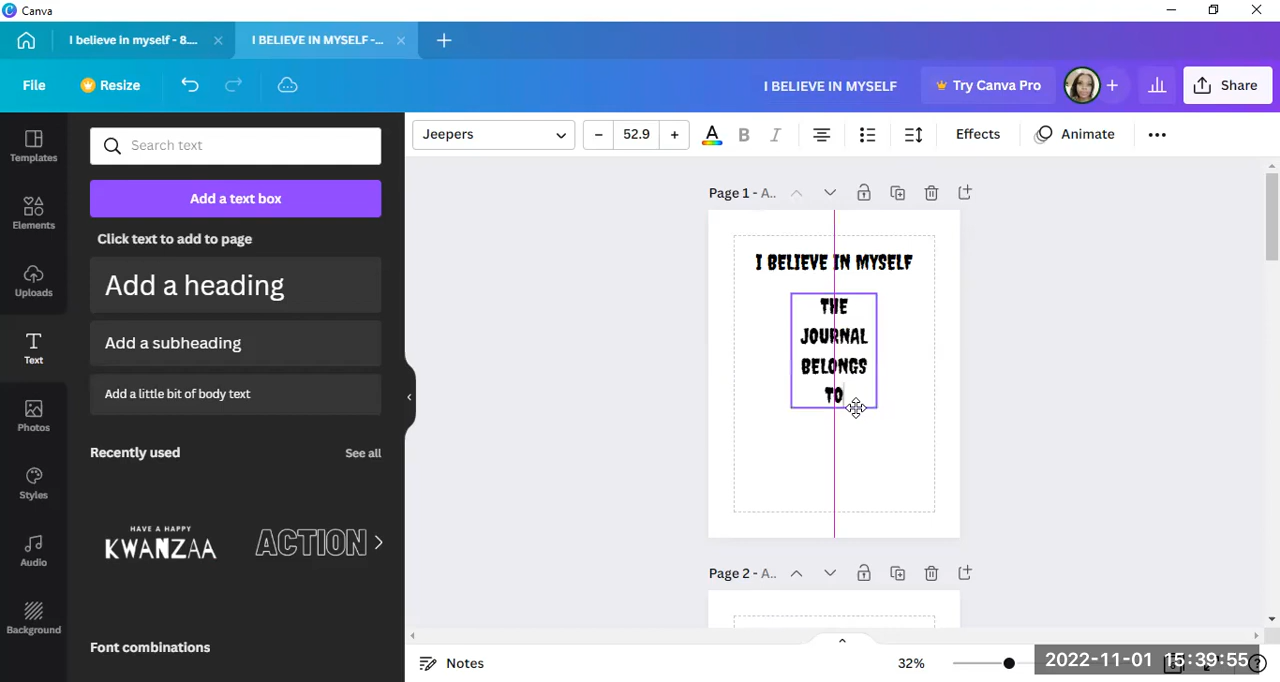 Canva
I believe in myself - 8....
I BELIEVE IN MYSELF -...
File
Resize
I BELIEVE IN MYSELF
Try Canva Pro
Share
Templates
Elements
Uploads
Text
Photos
Styles
Audio
Background
Search text
Add a text box
Click text to add to page
Add a heading
Add a subheading
Add a little bit of body text
Recently used
See all
HAVE A HAPPY
KWANZAA
ACTION
Font combinations
Jeepers
52.9
A
B
I
Effects
Animate
Page 1 - A..
I BELIEVE IN MYSELF
THE
JOURNAL
BELONGS
TO
Page 2 - A..
Notes
32%
2022-11-01 15:39:55